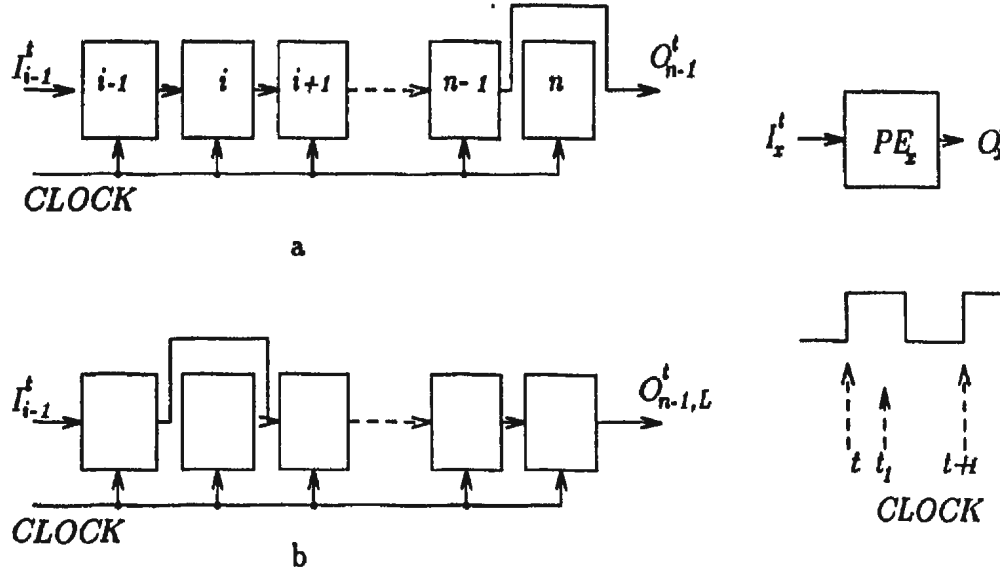 I^t_{i-1} i-1 i i+1 n-1 n O^t_{n-1}
CLOCK
a
I^t_x PE_x
I^t_{i-1} O^t_{n-1,L}
CLOCK
b
t t_1 t+1
CLOCK